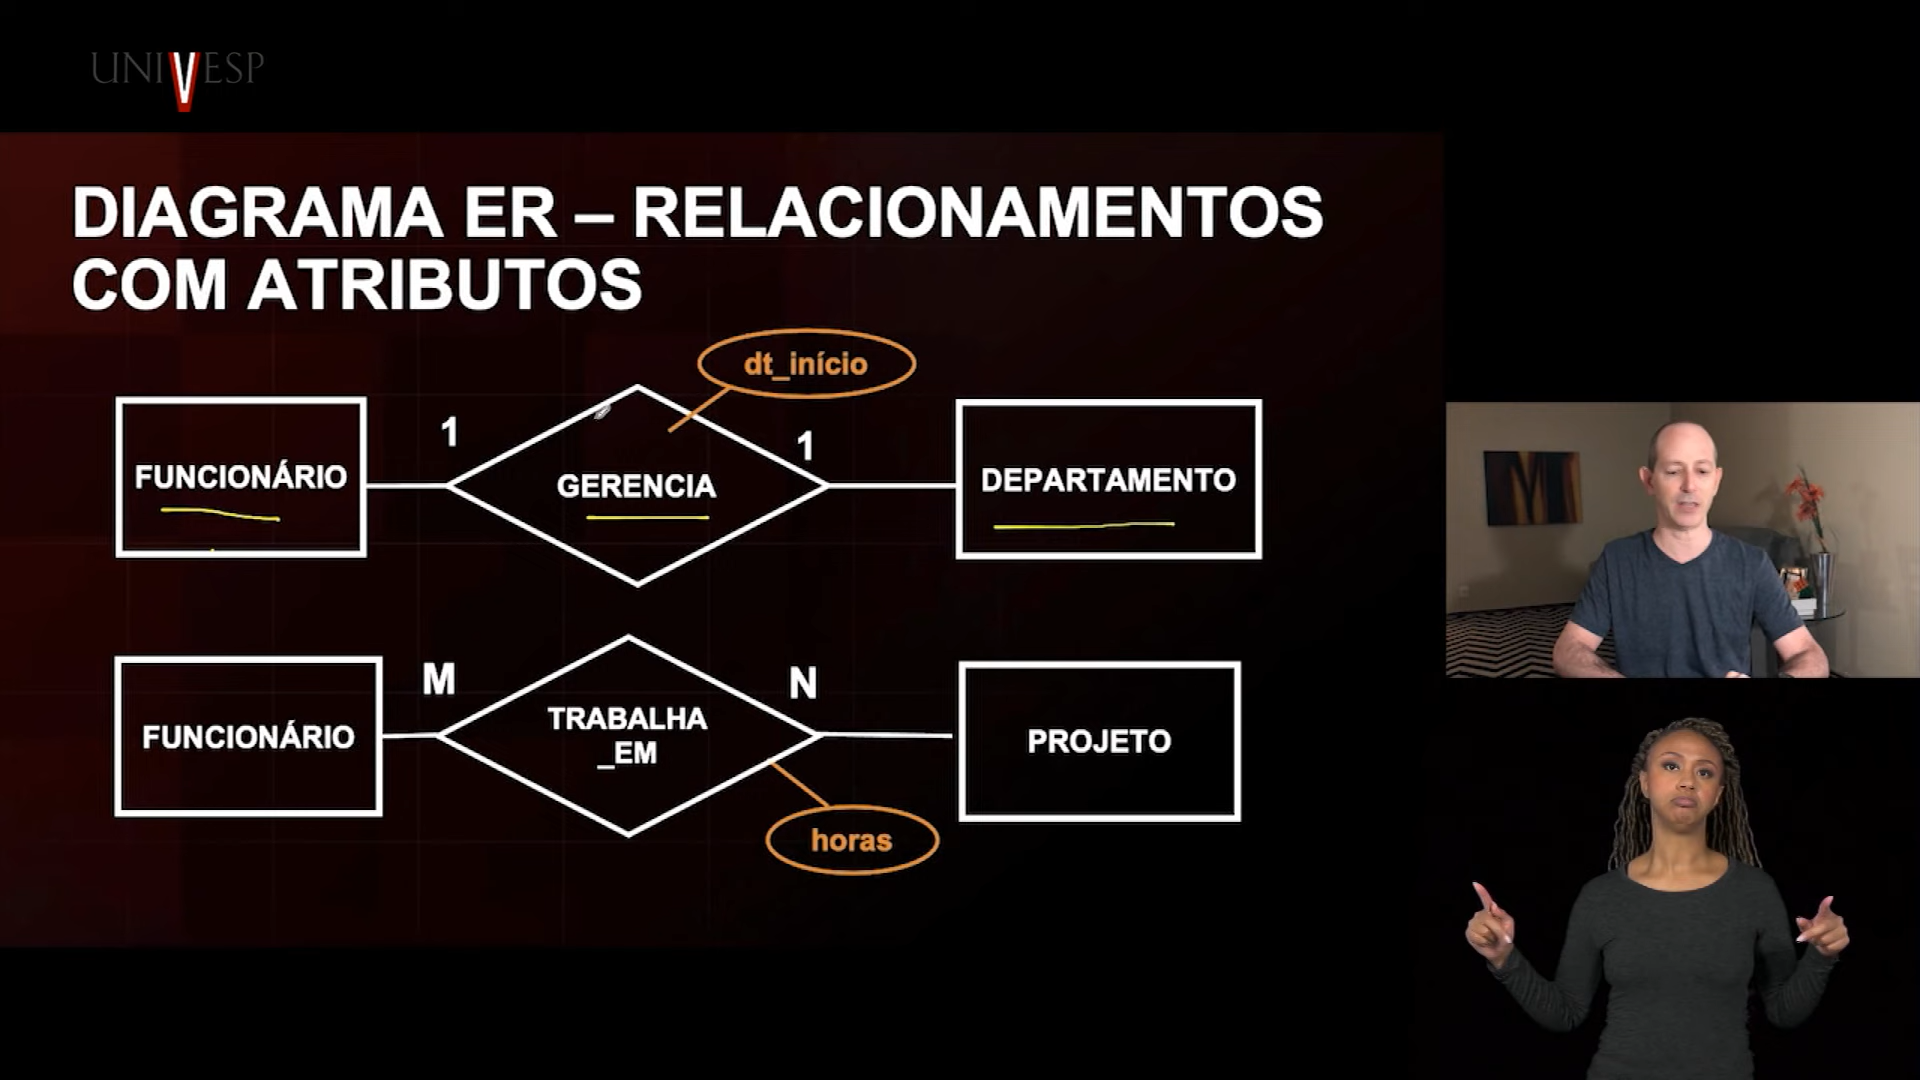 UNIVESP
DIAGRAMA ER – RELACIONAMENTOS
COM ATRIBUTOS
dt_início
FUNCIONÁRIO
1
GERENCIA
1
DEPARTAMENTO
FUNCIONÁRIO
M
TRABALHA
_EM
N
PROJETO
horas